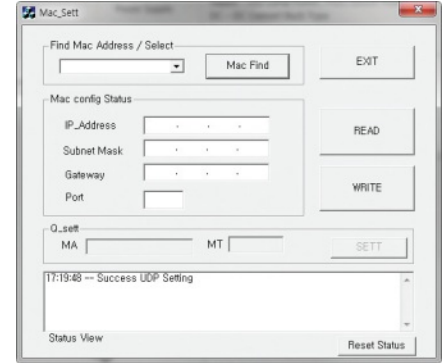 Mac_Sett
Find Mac Address / Select
Mac Find
EXIT
Mac config Status
IP_Address
Subnet Mask
Gateway
Port
READ
WRITE
Q_sett
MA
MT
SETT
17:19:48 -- Success UDP Setting
Status View
Reset Status